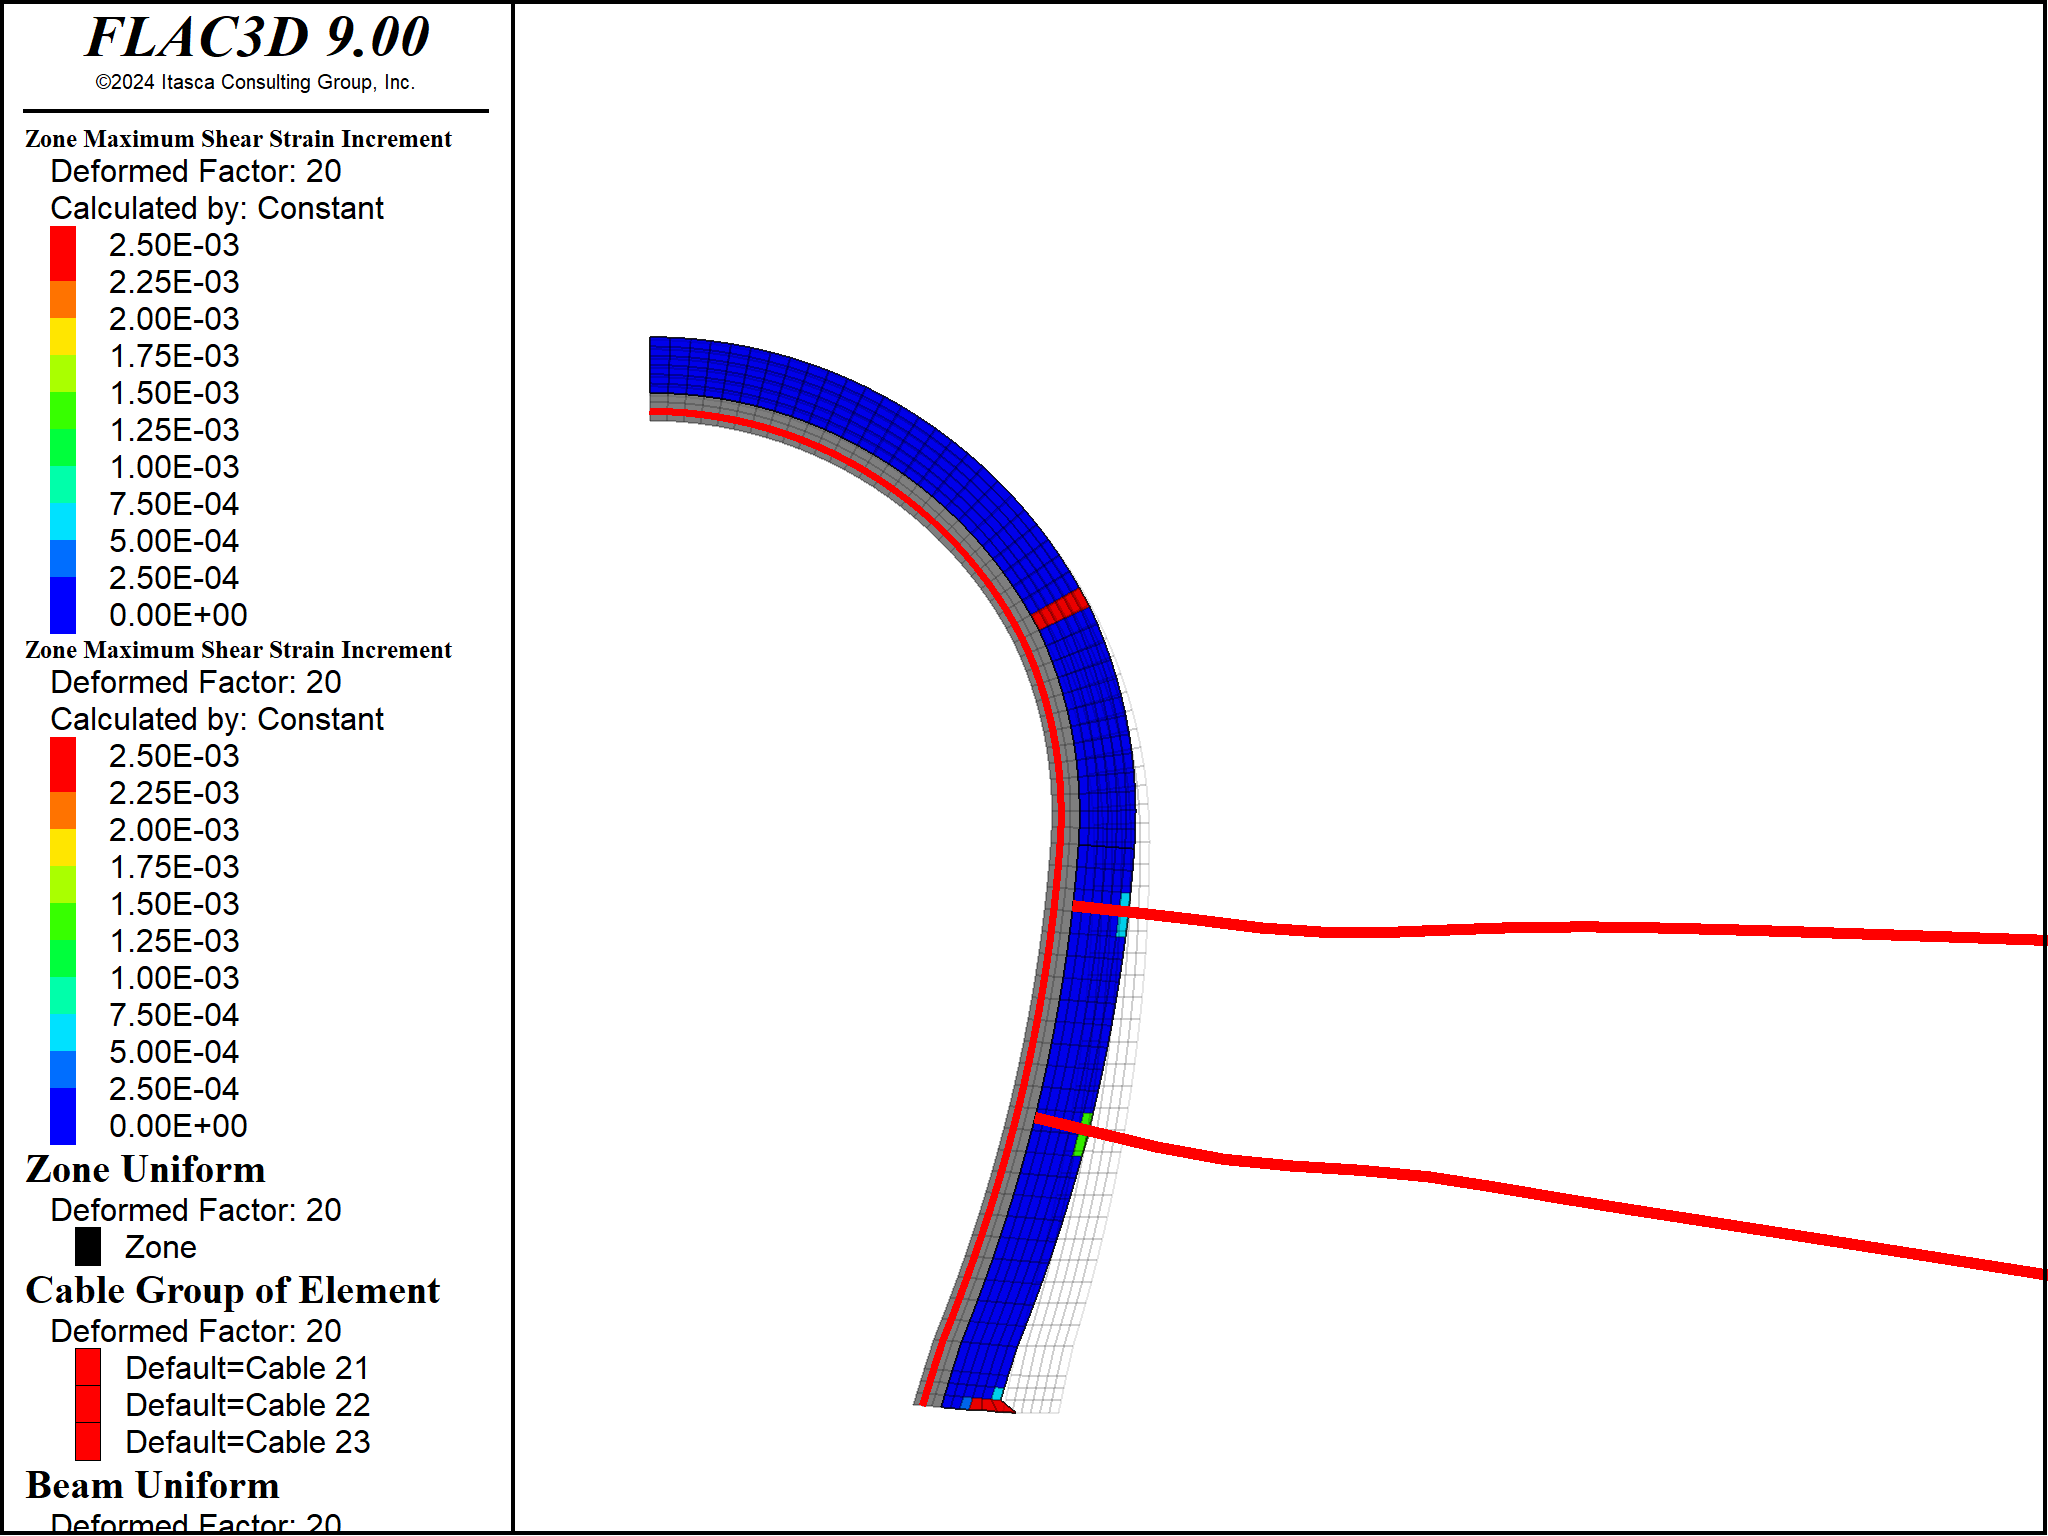 FLAC3D 9.00
©2024 Itasca Consulting Group, Inc.
Zone Maximum Shear Strain Increment
Deformed Factor: 20
Calculated by: Constant
2.50E-03
2.25E-03
2.00E-03
1.75E-03
1.50E-03
1.25E-03
1.00E-03
7.50E-04
5.00E-04
2.50E-04
0.00E+00
Zone Maximum Shear Strain Increment
Deformed Factor: 20
Calculated by: Constant
2.50E-03
2.25E-03
2.00E-03
1.75E-03
1.50E-03
1.25E-03
1.00E-03
7.50E-04
5.00E-04
2.50E-04
0.00E+00
Zone Uniform
Deformed Factor: 20
Zone
Cable Group of Element
Deformed Factor: 20
Default=Cable 21
Default=Cable 22
Default=Cable 23
Beam Uniform
Deformed Factor: 20